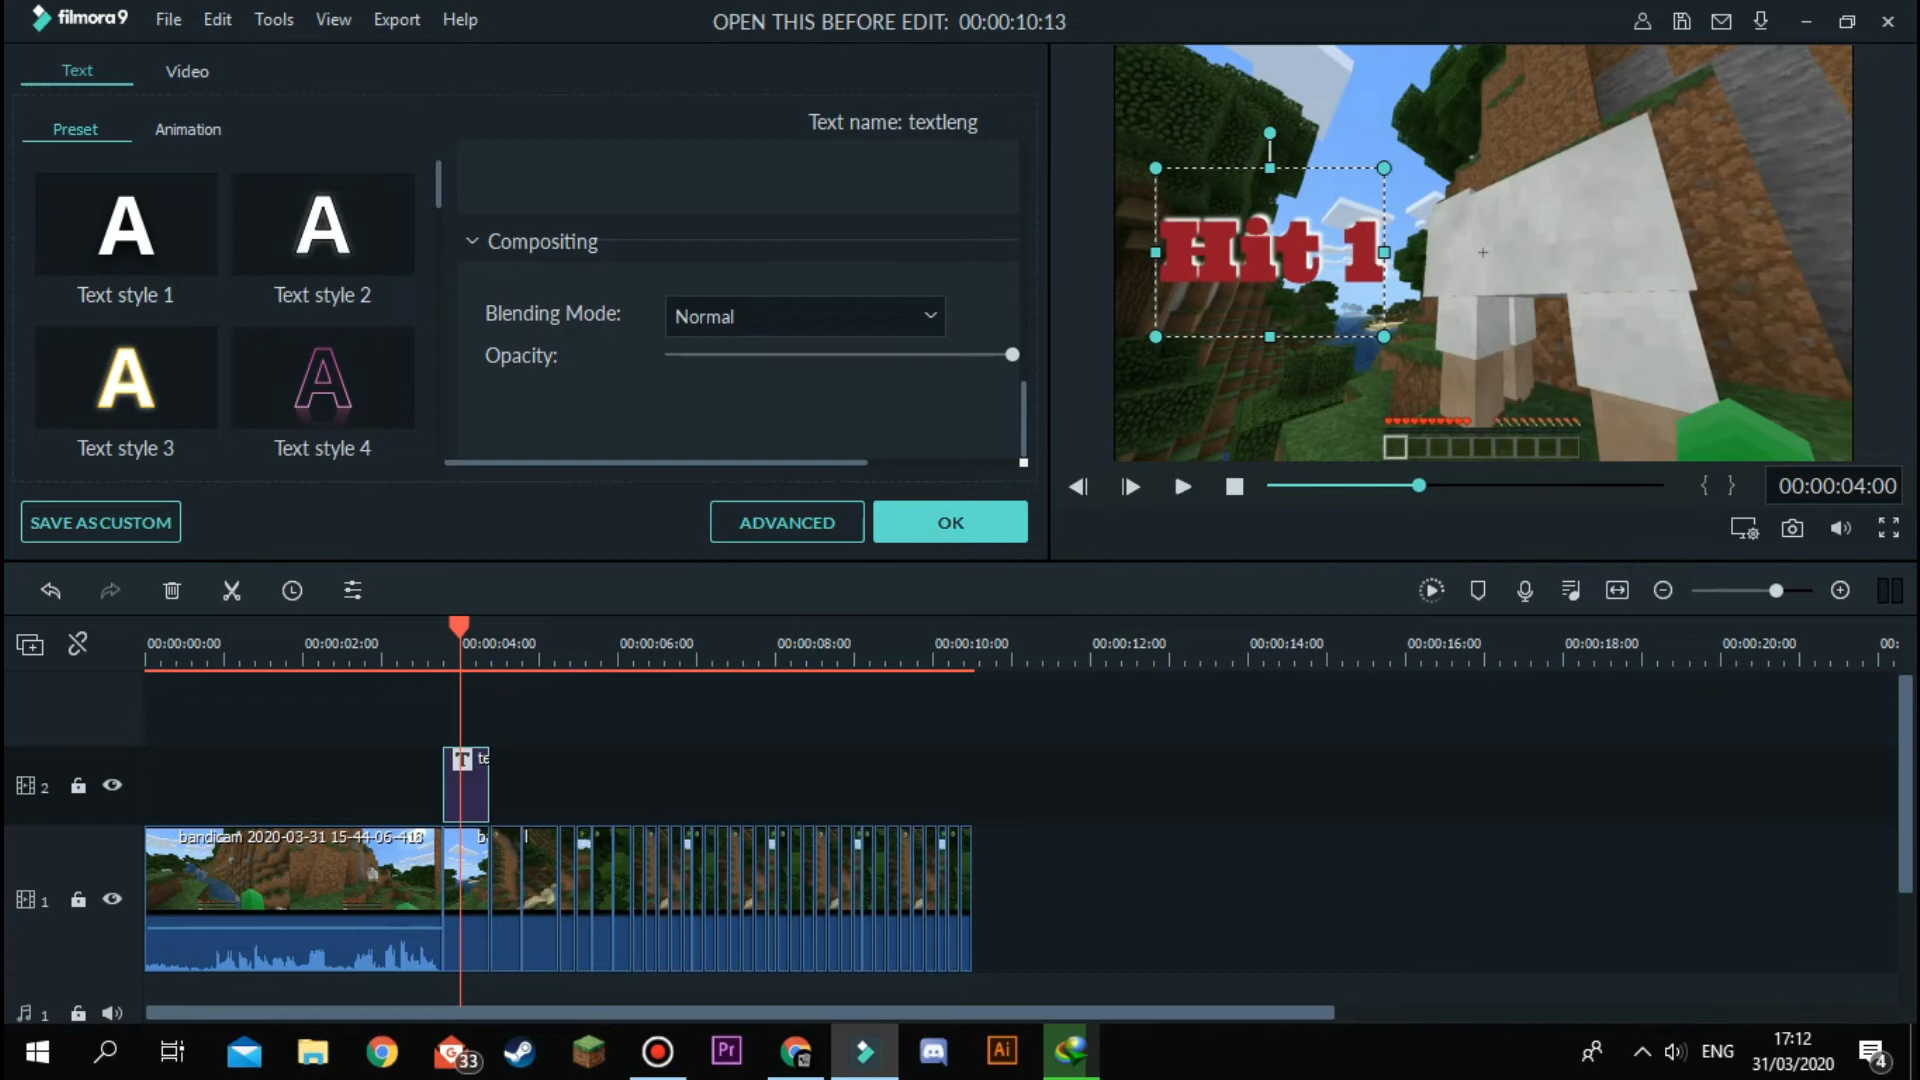 filmora9 File Edit Tools View Export Help OPEN THIS BEFORE EDIT: 00:00:10:13
Text Video
Text name: textleng
Preset Animation
A A
Text style 1 Text style 2
Compositing
Blending Mode: Normal
Opacity:
A A
Text style 3 Text style 4
SAVE AS CUSTOM ADVANCED OK
Hit 1
{ } 00:00:04:00
00:00:00:00 00:00:02:00 00:00:04:00 00:00:06:00 00:00:08:00 00:00:10:00 00:00:12:00 00:00:14:00 00:00:16:00 00:00:18:00 00:00:20:00 00:
T te
2
bandicam 2020-03-31 15-44-06-418 b
1
1
33 Pr Ai ENG 17:12
31/03/2020 4